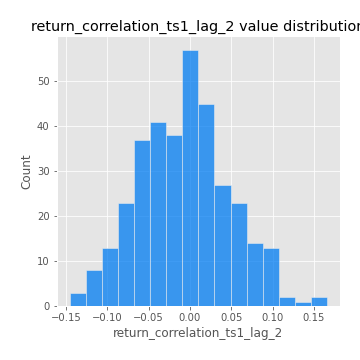 return_correlation_ts1_lag_2 value distribution
Count
50
40
30
20
10
0
−0.15 −0.10 −0.05 0.00 0.05 0.10 0.15
return_correlation_ts1_lag_2